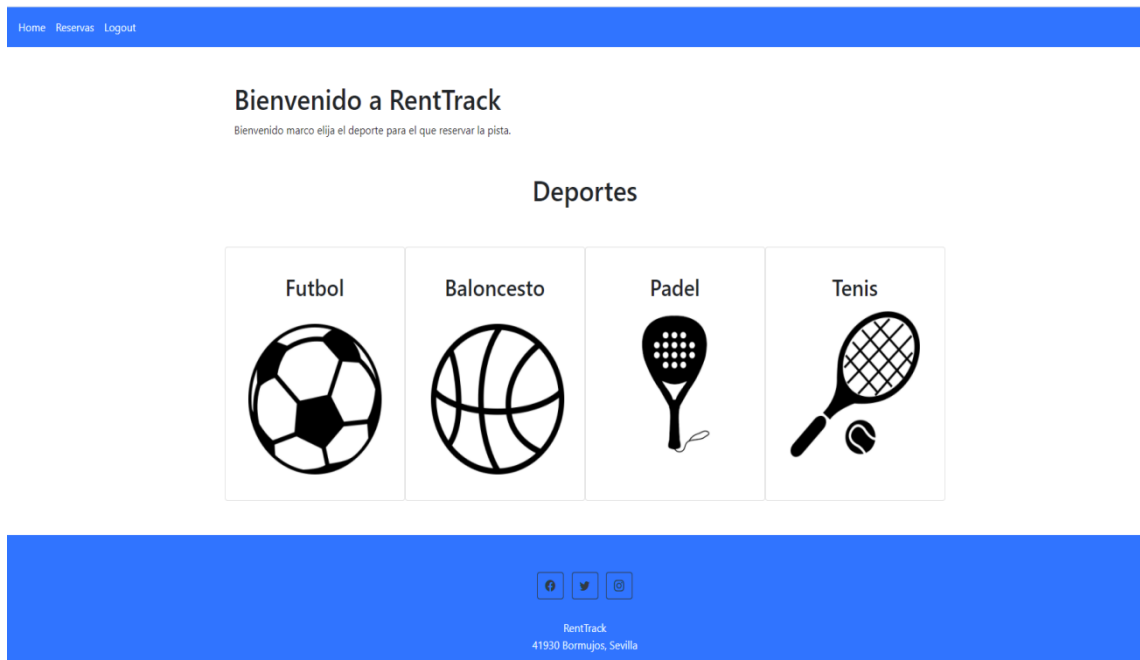 Home Reservas Logout
Bienvenido a RentTrack
Bienvenido marco elija el deporte para el que reservar la pista.
Deportes
Futbol Baloncesto Padel Tenis
RentTrack
41930 Bormujos, Sevilla